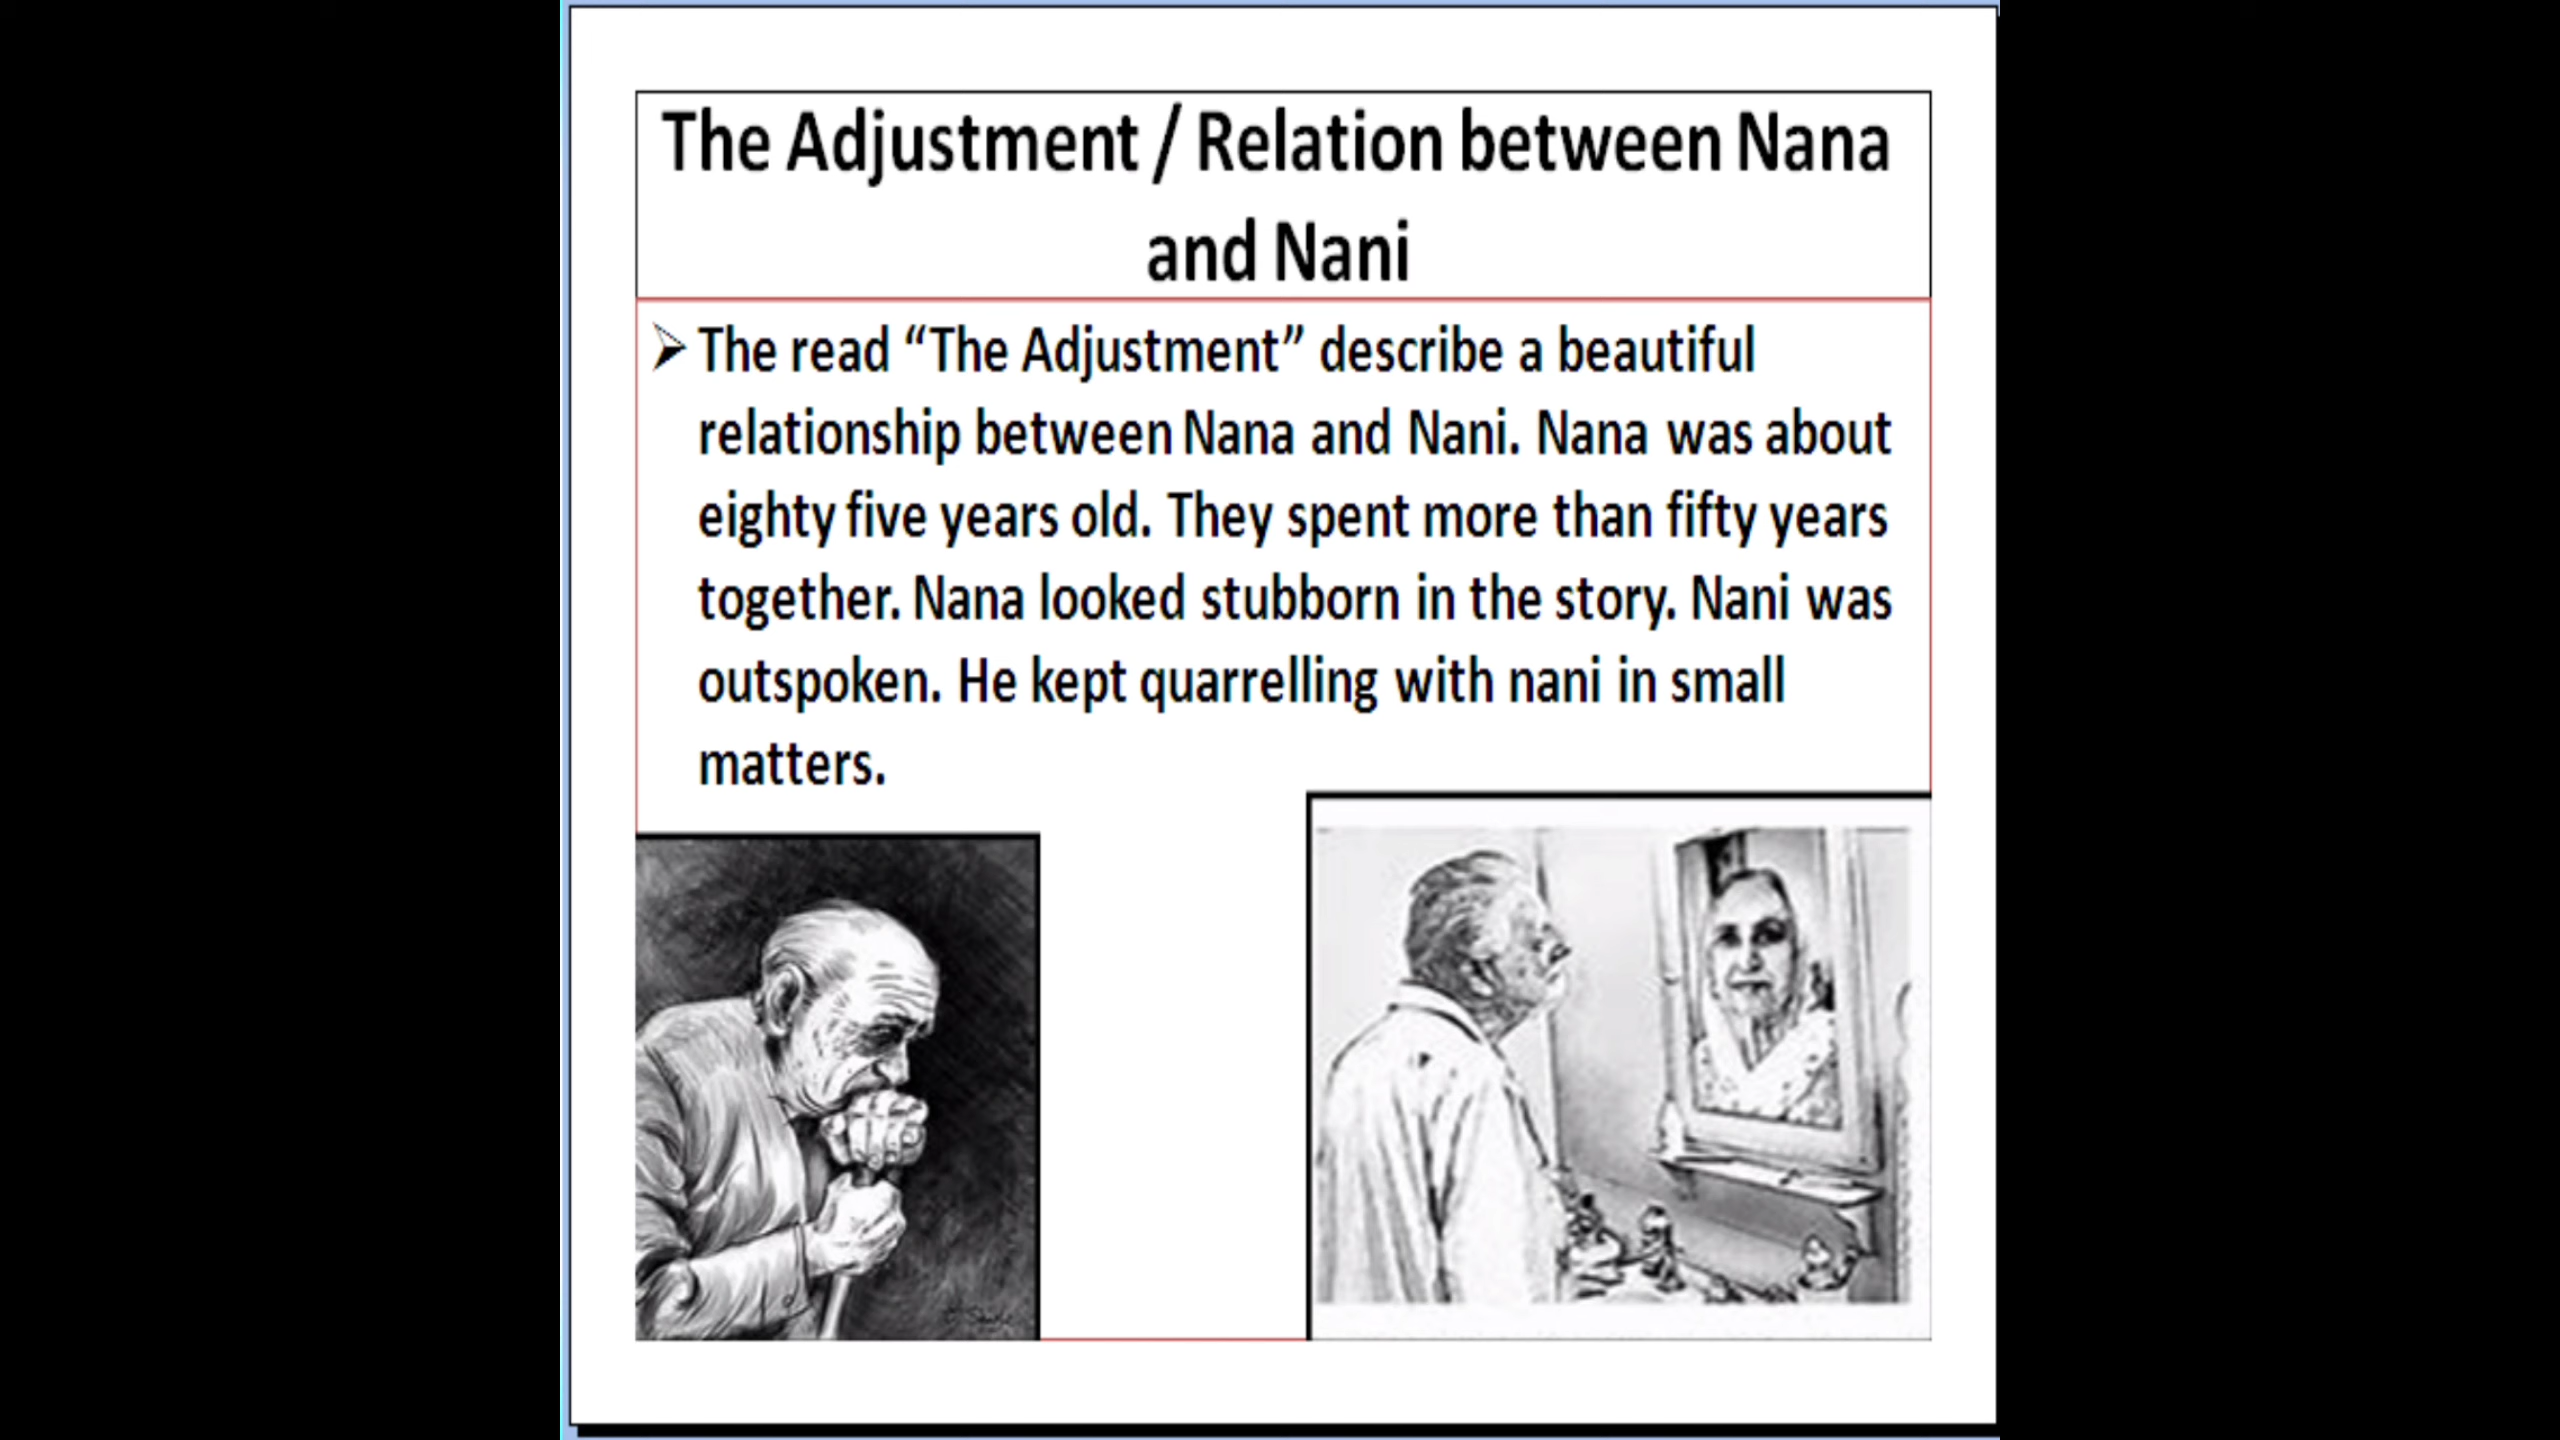 The Adjustment / Relation between Nana
and Nani
➢ The read “The Adjustment” describe a beautiful
relationship between Nana and Nani. Nana was about
eighty five years old. They spent more than fifty years
together. Nana looked stubborn in the story. Nani was
outspoken. He kept quarrelling with nani in small
matters.